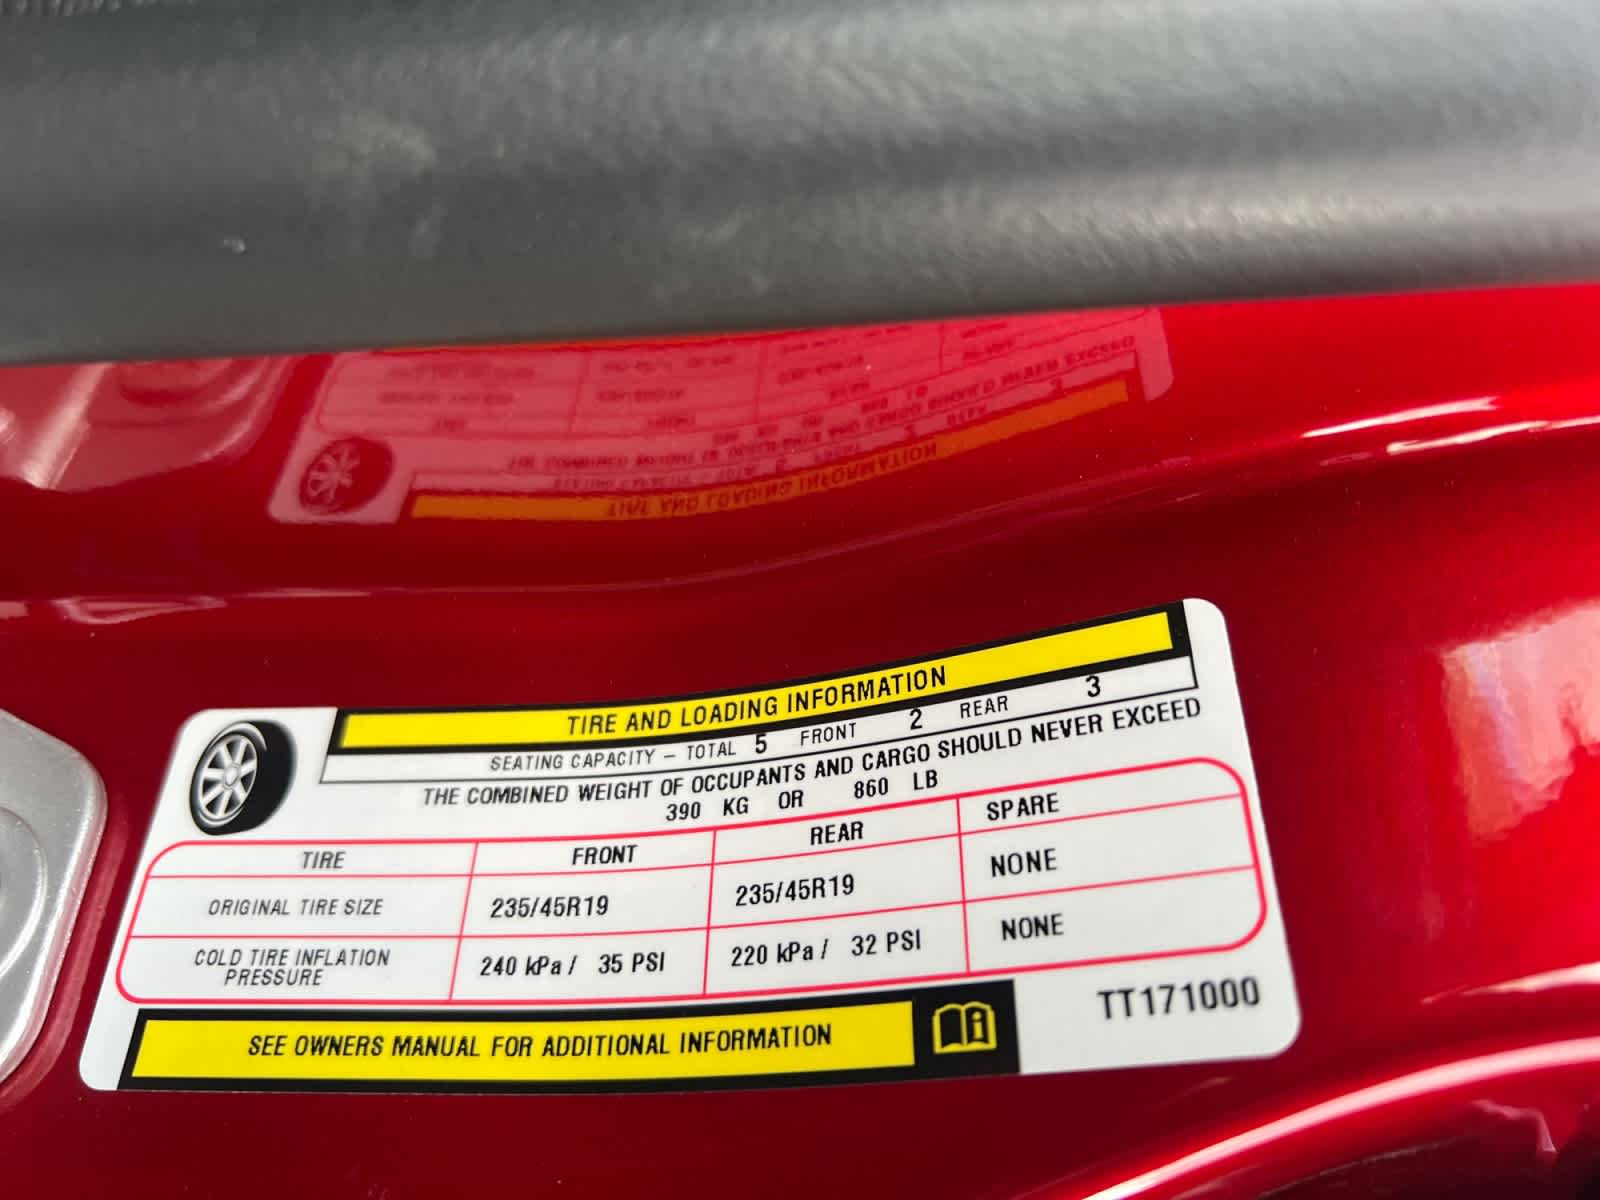 TIRE AND LOADING INFORMATION
SEATING CAPACITY – TOTAL 5 FRONT 2 REAR 3
THE COMBINED WEIGHT OF OCCUPANTS AND CARGO SHOULD NEVER EXCEED
390 KG OR 860 LB
TIRE FRONT REAR SPARE
ORIGINAL TIRE SIZE 235/45R19 235/45R19 NONE
COLD TIRE INFLATION
PRESSURE 240 kPa / 35 PSI 220 kPa / 32 PSI NONE
SEE OWNERS MANUAL FOR ADDITIONAL INFORMATION
TT171000